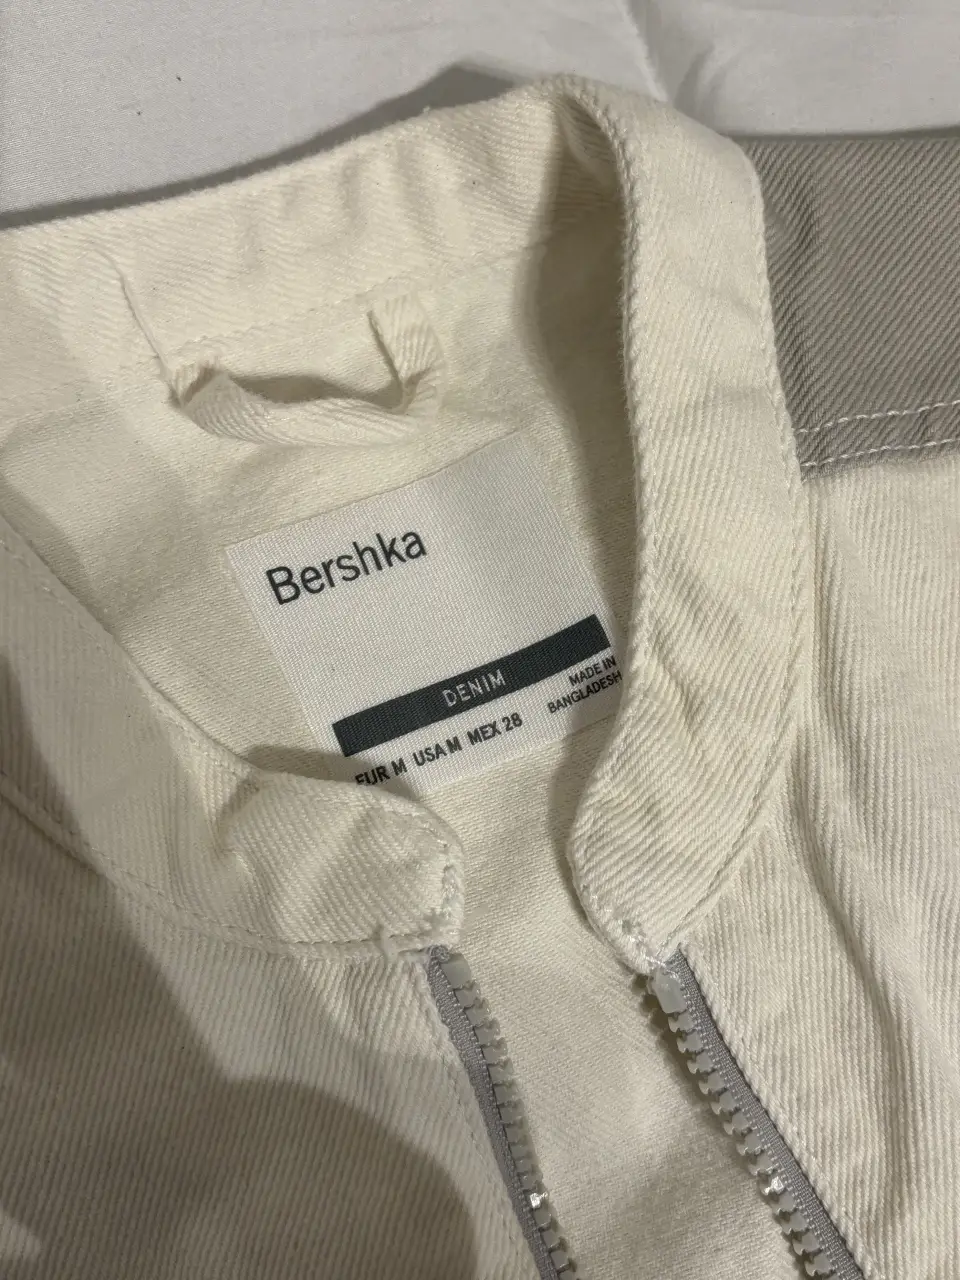 Bershka
DENIM
MADE IN
BANGLADESH
EUR M USA M MEX 28